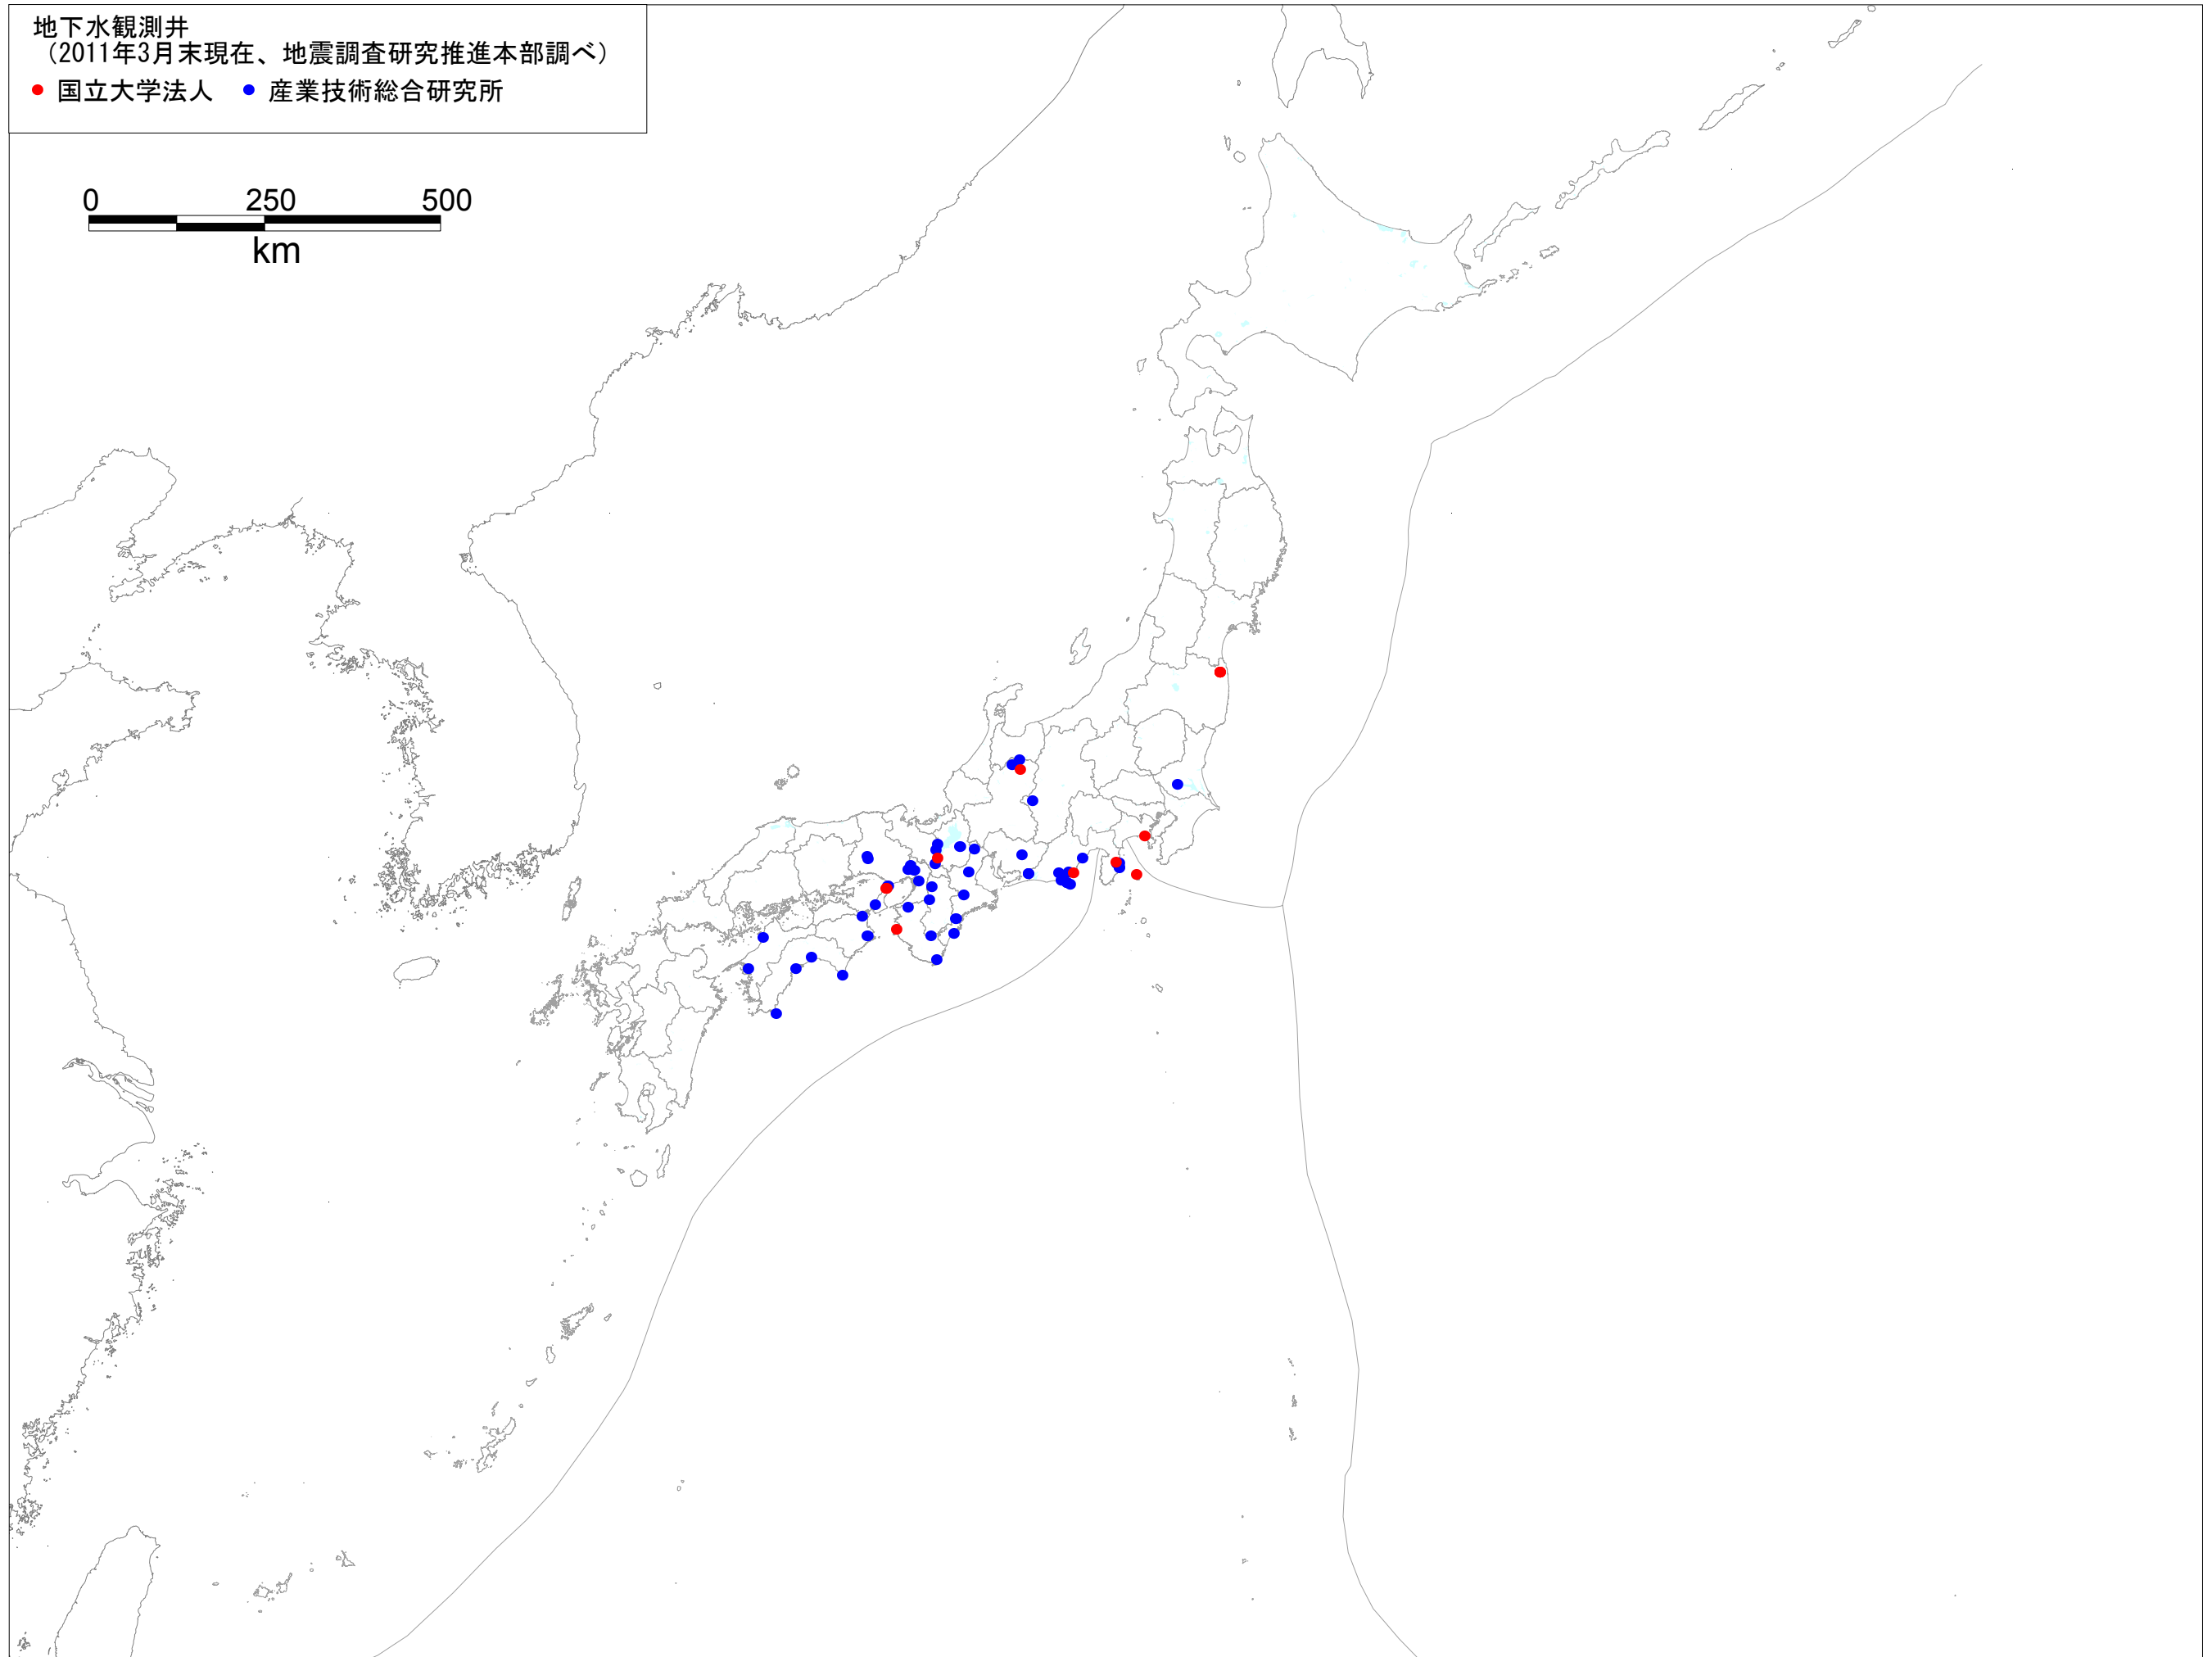 地下水観測井
（2011年3月末現在、地震調査研究推進本部調べ）
国立大学法人 産業技術総合研究所
0 250 500
km